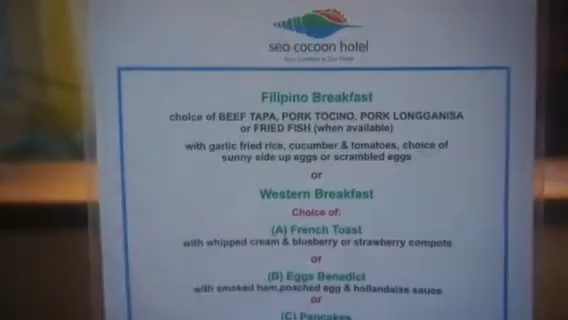 sea cocoon hotel
Filipino Breakfast
choice of BEEF TAPA, PORK TOCINO, PORK LONGGANISA
or FRIED FISH (when available)
with garlic fried rice, cucumber & tomatoes, choice of
sunny side up eggs or scrambled eggs
or
Western Breakfast
Choice of:
(A) French Toast
with whipped cream & blueberry or strawberry compote
or
(B) Eggs Benedict
with smoked ham,poached egg & hollandaise sauce
or
(C) Pancakes